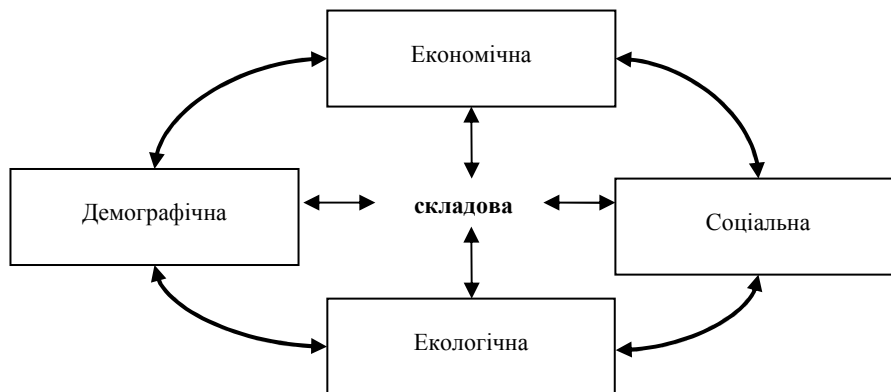 Економічна
Демографічна
складова
Соціальна
Екологічна